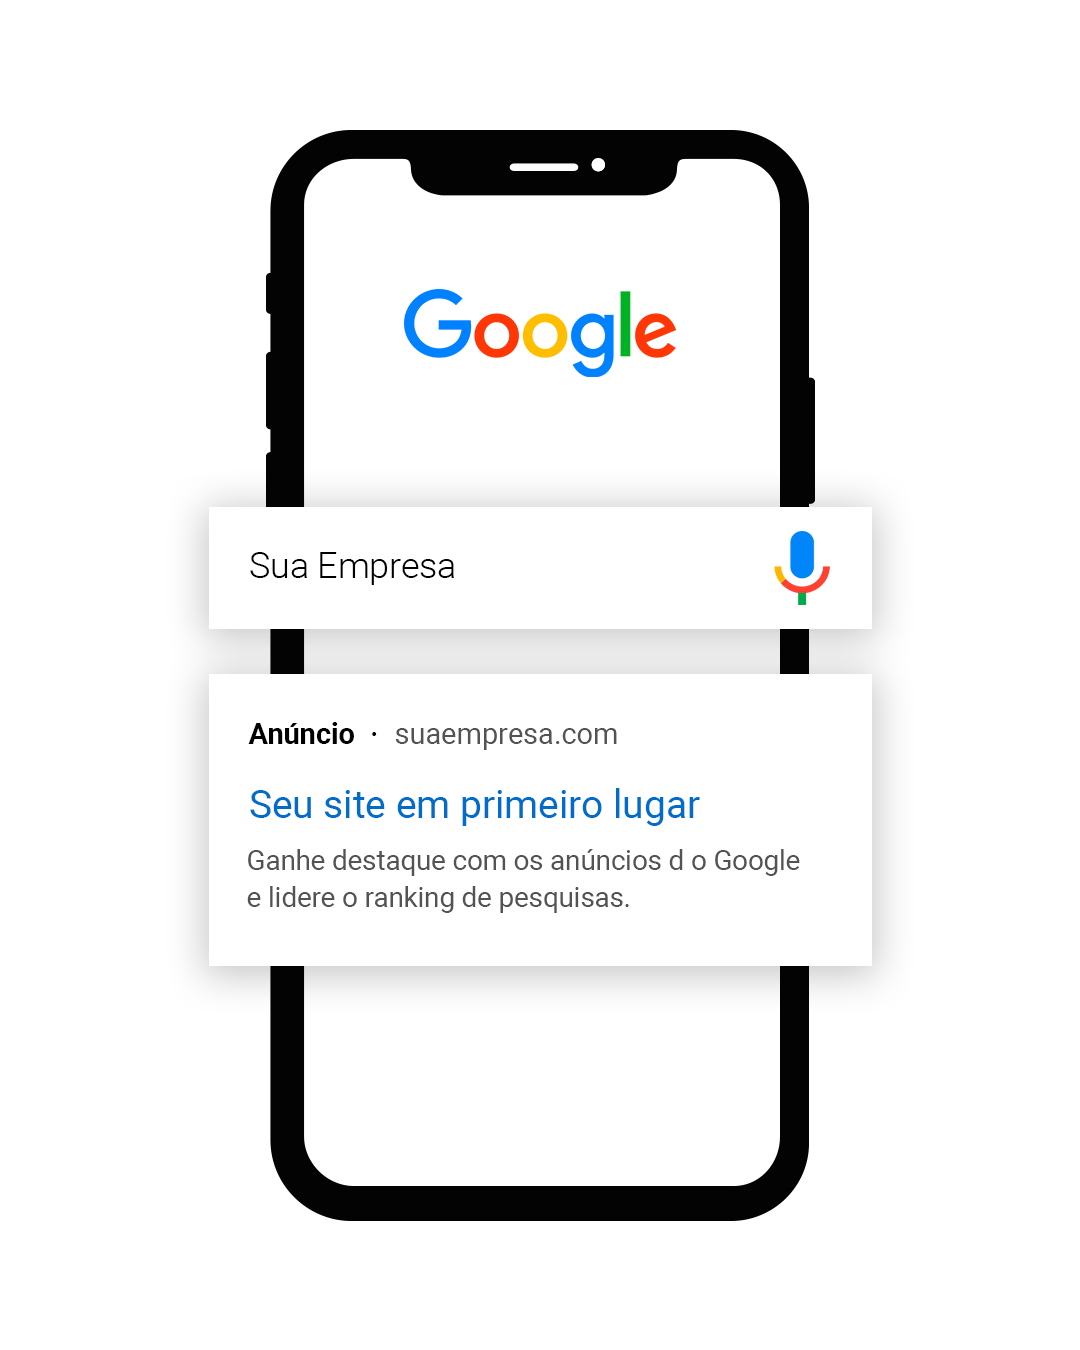 Google
Sua Empresa
Anúncio · suaempresa.com
Seu site em primeiro lugar
Ganhe destaque com os anúncios d o Google
e lidere o ranking de pesquisas.